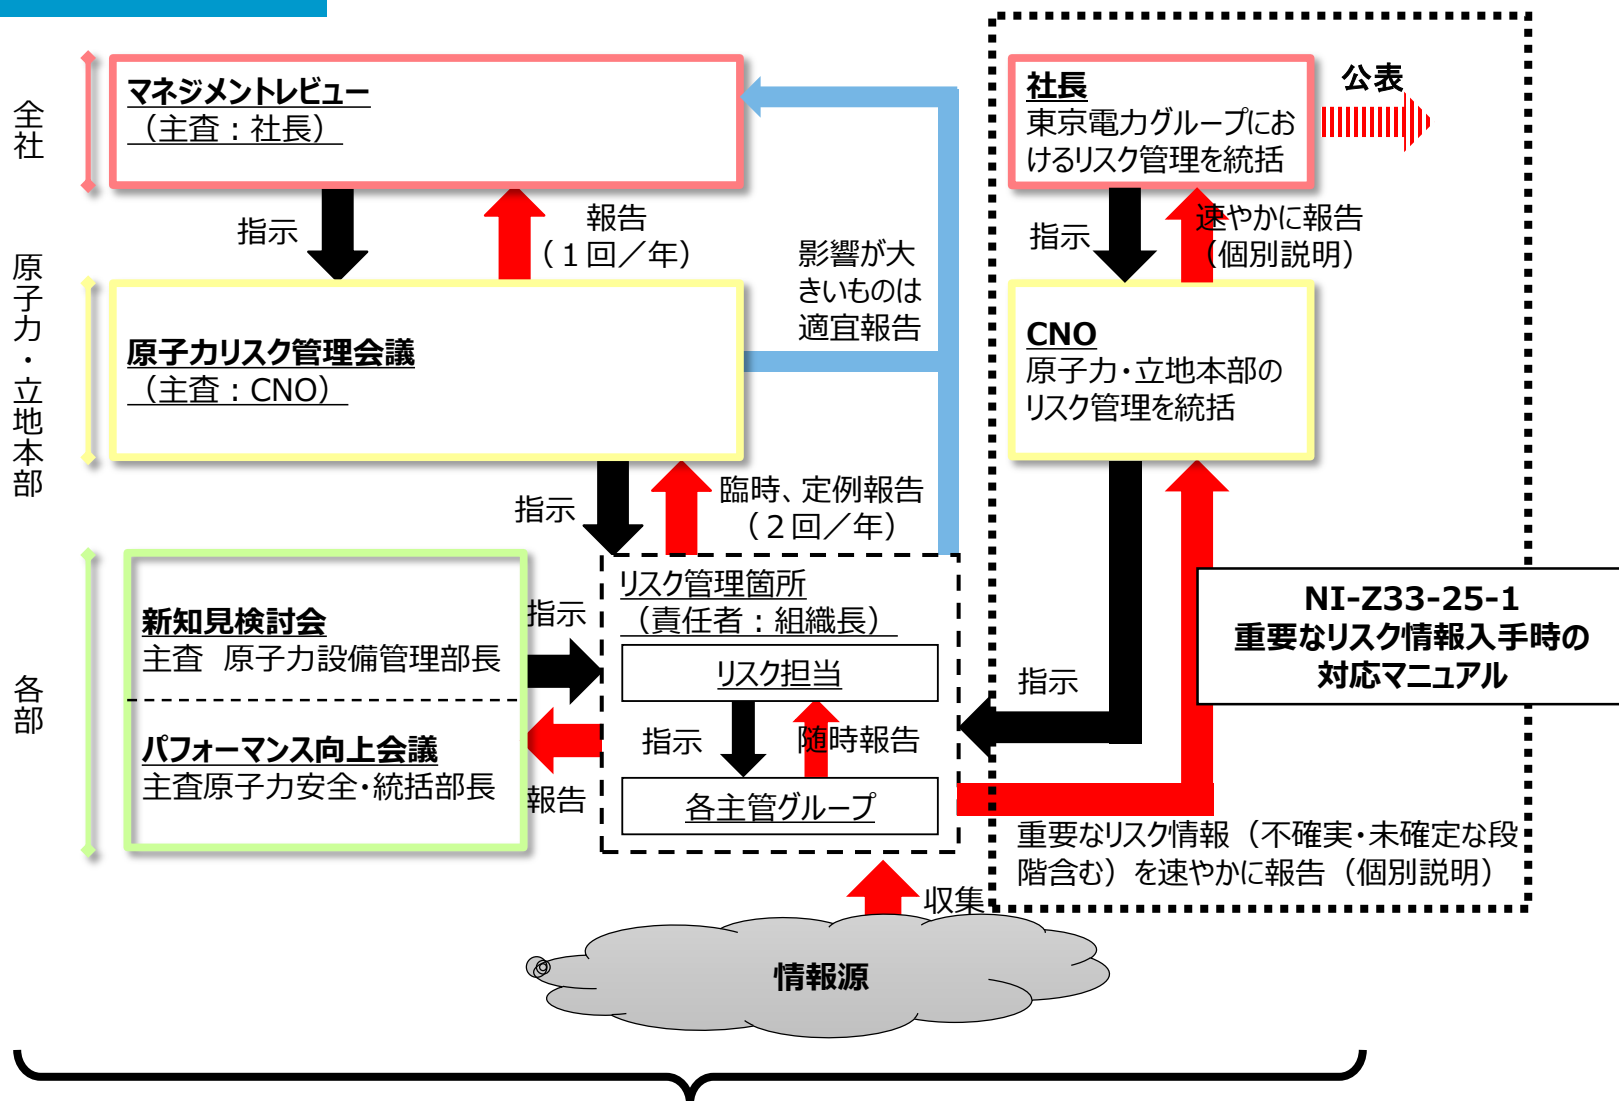 全社
マネジメントレビュー
（主査：社長）
指示
報告
（１回／年）
原子力・立地本部
原子力リスク管理会議
（主査：CNO）
影響が大
きいものは
適宜報告
指示
臨時、定例報告
（２回／年）
各部
新知見検討会
主査　原子力設備管理部長
パフォーマンス向上会議
主査原子力安全・統括部長
指示
報告
リスク管理箇所
（責任者：組織長）
リスク担当
指示
随時報告
各主管グループ
収集
情報源
社長
東京電力グループにお
けるリスク管理を統括
公表
指示
速やかに報告
（個別説明）
CNO
原子力・立地本部の
リスク管理を統括
指示
NI-Z33-25-1
重要なリスク情報入手時の
対応マニュアル
重要なリスク情報（不確実・未確定な段
階含む）を速やかに報告（個別説明）